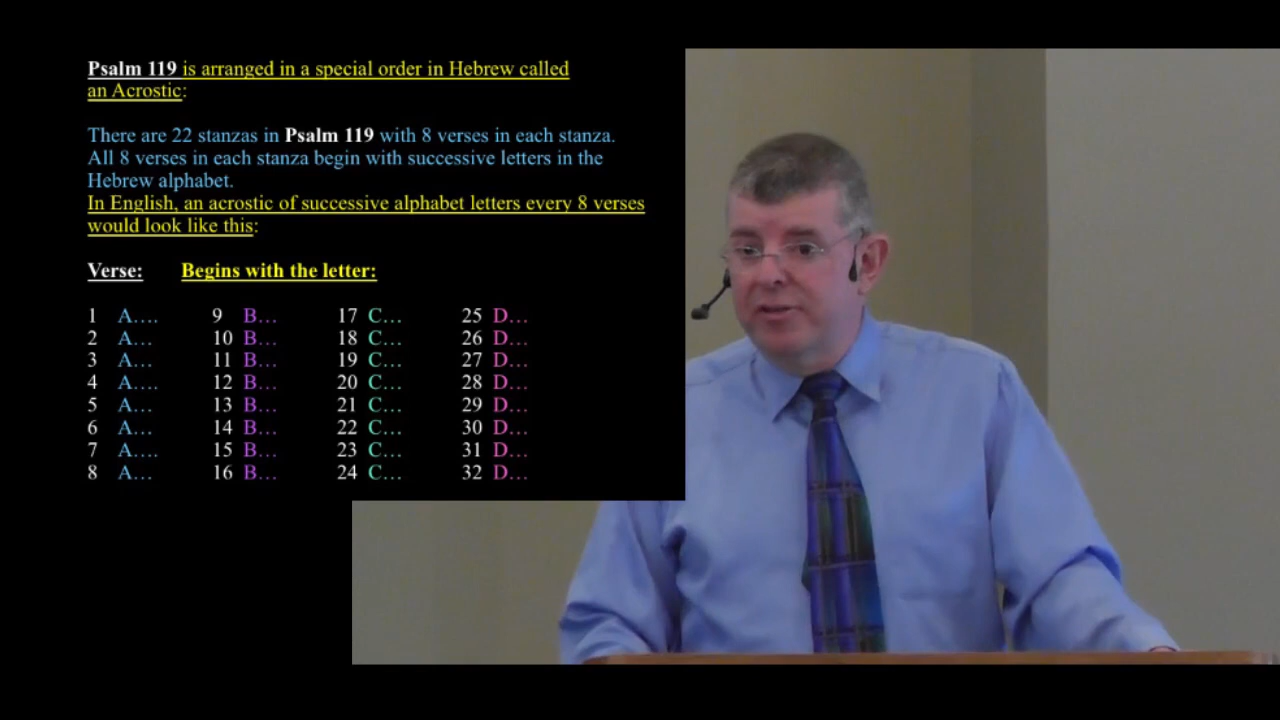 Psalm 119 is arranged in a special order in Hebrew called
an Acrostic:
There are 22 stanzas in Psalm 119 with 8 verses in each stanza.
All 8 verses in each stanza begin with successive letters in the
Hebrew alphabet.
In English, an acrostic of successive alphabet letters every 8 verses
would look like this:
Verse: Begins with the letter:
1 A…. 9 B… 17 C… 25 D…
2 A… 10 B… 18 C… 26 D…
3 A… 11 B… 19 C… 27 D…
4 A…. 12 B… 20 C… 28 D…
5 A… 13 B… 21 C… 29 D…
6 A… 14 B… 22 C… 30 D…
7 A…. 15 B… 23 C… 31 D…
8 A… 16 B… 24 C… 32 D…